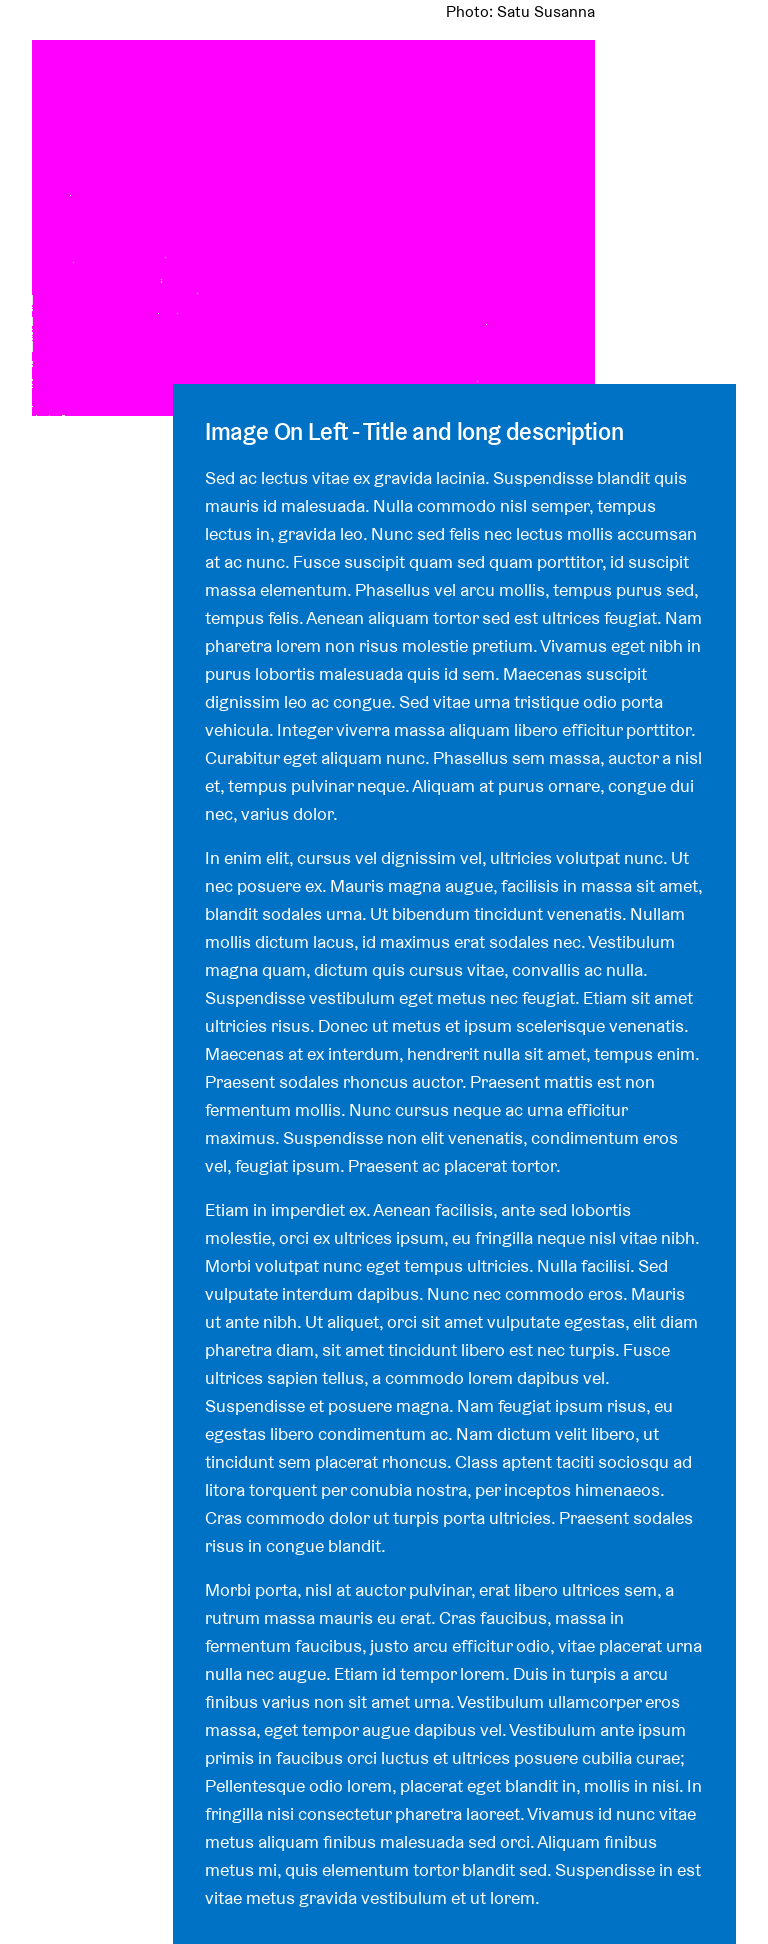 Photo: Satu Susanna
Image On Left - Title and long description
Sed ac lectus vitae ex gravida lacinia. Suspendisse blandit quis
mauris id malesuada. Nulla commodo nisl semper, tempus
lectus in, gravida leo. Nunc sed felis nec lectus mollis accumsan
at ac nunc. Fusce suscipit quam sed quam porttitor, id suscipit
massa elementum. Phasellus vel arcu mollis, tempus purus sed,
tempus felis. Aenean aliquam tortor sed est ultrices feugiat. Nam
pharetra lorem non risus molestie pretium. Vivamus eget nibh in
purus lobortis malesuada quis id sem. Maecenas suscipit
dignissim leo ac congue. Sed vitae urna tristique odio porta
vehicula. Integer viverra massa aliquam libero efficitur porttitor.
Curabitur eget aliquam nunc. Phasellus sem massa, auctor a nisl
et, tempus pulvinar neque. Aliquam at purus ornare, congue dui
nec, varius dolor.
In enim elit, cursus vel dignissim vel, ultricies volutpat nunc. Ut
nec posuere ex. Mauris magna augue, facilisis in massa sit amet,
blandit sodales urna. Ut bibendum tincidunt venenatis. Nullam
mollis dictum lacus, id maximus erat sodales nec. Vestibulum
magna quam, dictum quis cursus vitae, convallis ac nulla.
Suspendisse vestibulum eget metus nec feugiat. Etiam sit amet
ultricies risus. Donec ut metus et ipsum scelerisque venenatis.
Maecenas at ex interdum, hendrerit nulla sit amet, tempus enim.
Praesent sodales rhoncus auctor. Praesent mattis est non
fermentum mollis. Nunc cursus neque ac urna efficitur
maximus. Suspendisse non elit venenatis, condimentum eros
vel, feugiat ipsum. Praesent ac placerat tortor.
Etiam in imperdiet ex. Aenean facilisis, ante sed lobortis
molestie, orci ex ultrices ipsum, eu fringilla neque nisl vitae nibh.
Morbi volutpat nunc eget tempus ultricies. Nulla facilisi. Sed
vulputate interdum dapibus. Nunc nec commodo eros. Mauris
ut ante nibh. Ut aliquet, orci sit amet vulputate egestas, elit diam
pharetra diam, sit amet tincidunt libero est nec turpis. Fusce
ultrices sapien tellus, a commodo lorem dapibus vel.
Suspendisse et posuere magna. Nam feugiat ipsum risus, eu
egestas libero condimentum ac. Nam dictum velit libero, ut
tincidunt sem placerat rhoncus. Class aptent taciti sociosqu ad
litora torquent per conubia nostra, per inceptos himenaeos.
Cras commodo dolor ut turpis porta ultricies. Praesent sodales
risus in congue blandit.
Morbi porta, nisl at auctor pulvinar, erat libero ultrices sem, a
rutrum massa mauris eu erat. Cras faucibus, massa in
fermentum faucibus, justo arcu efficitur odio, vitae placerat urna
nulla nec augue. Etiam id tempor lorem. Duis in turpis a arcu
finibus varius non sit amet urna. Vestibulum ullamcorper eros
massa, eget tempor augue dapibus vel. Vestibulum ante ipsum
primis in faucibus orci luctus et ultrices posuere cubilia curae;
Pellentesque odio lorem, placerat eget blandit in, mollis in nisi. In
fringilla nisi consectetur pharetra laoreet. Vivamus id nunc vitae
metus aliquam finibus malesuada sed orci. Aliquam finibus
metus mi, quis elementum tortor blandit sed. Suspendisse in est
vitae metus gravida vestibulum et ut lorem.